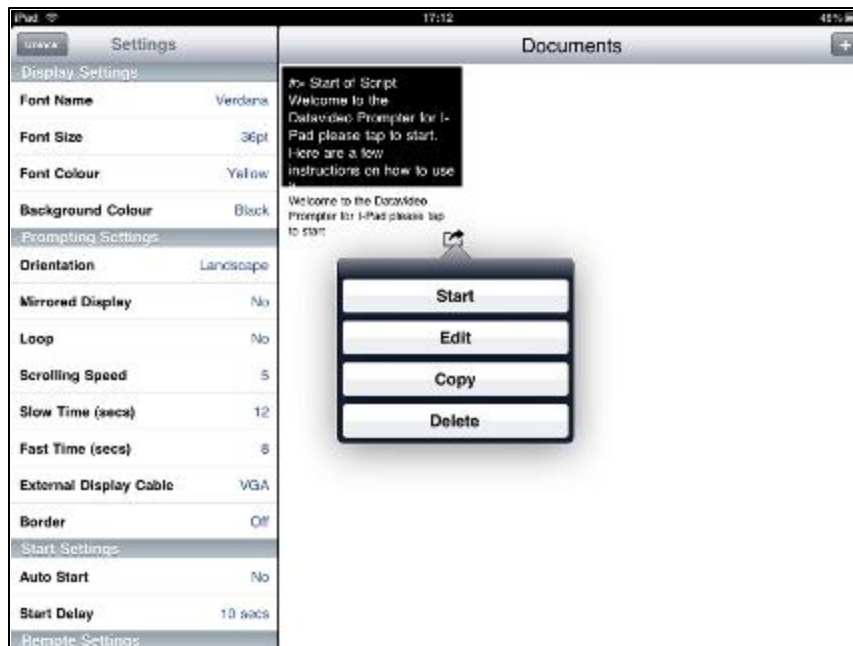 iPad 17:12 48%
Unlock Settings
Display Settings
Font Name Verdana
Font Size 36pt
Font Colour Yellow
Background Colour Black
Prompting Settings
Orientation Landscape
Mirrored Display No
Loop No
Scrolling Speed 5
Slow Time (secs) 12
Fast Time (secs) 8
External Display Cable VGA
Border Off
Start Settings
Auto Start No
Start Delay 10 secs
Remote Settings
Documents
+
#> Start of Script
Welcome to the
Datavideo Prompter for I-
Pad please tap to start.
Here are a few
instructions on how to use
Welcome to the Datavideo
Prompter for I-Pad please tap
to start
Start
Edit
Copy
Delete